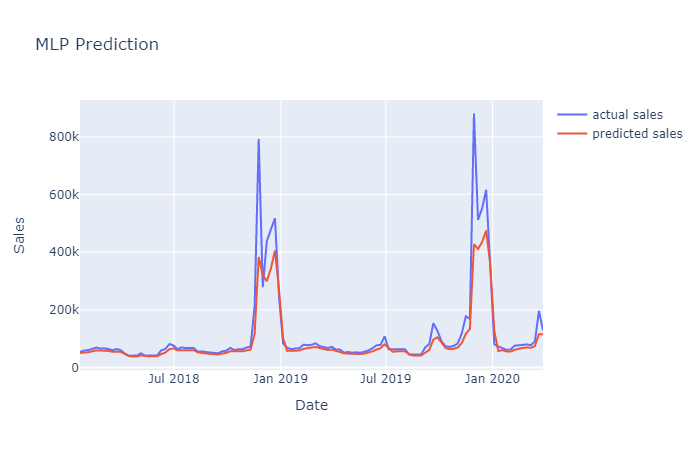 MLP Prediction
actual sales
predicted sales
800k
600k
400k
200k
0
Sales
Jul 2018
Jan 2019
Jul 2019
Jan 2020
Date